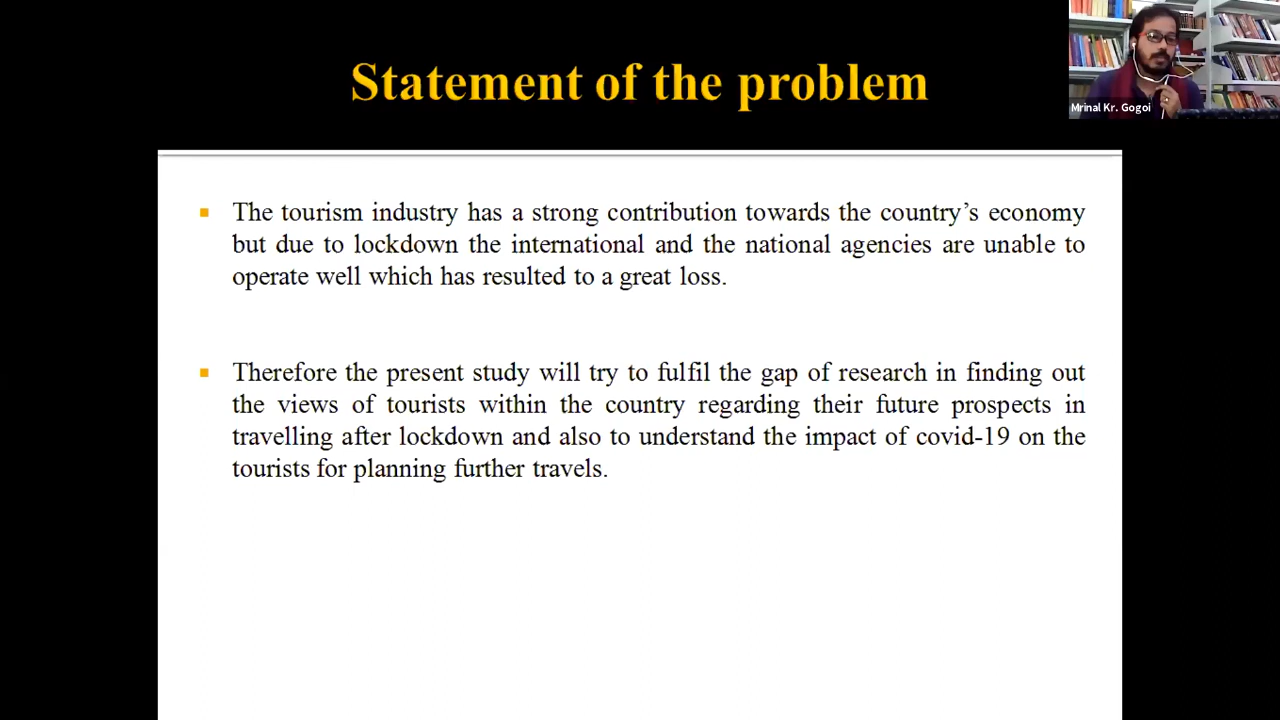 Statement of the problem
Mrinal Kr. Gogoi
▪ The tourism industry has a strong contribution towards the country’s economy
but due to lockdown the international and the national agencies are unable to
operate well which has resulted to a great loss.
▪ Therefore the present study will try to fulfil the gap of research in finding out
the views of tourists within the country regarding their future prospects in
travelling after lockdown and also to understand the impact of covid-19 on the
tourists for planning further travels.